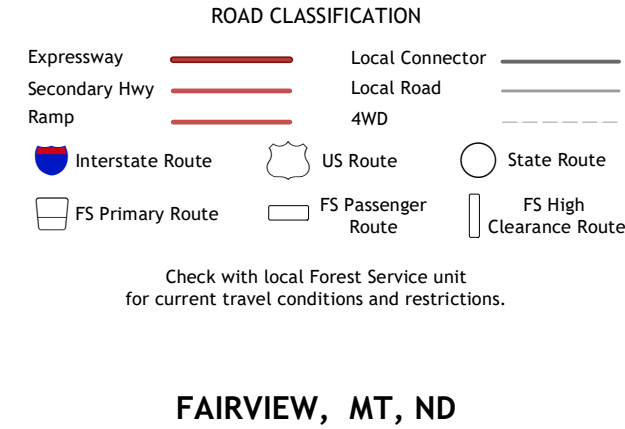 ROAD CLASSIFICATION
Expressway
Local Connector
Secondary Hwy
Local Road
Ramp
4WD
Interstate Route
US Route
State Route
FS Primary Route
FS Passenger
Route
FS High
Clearance Route
Check with local Forest Service unit
for current travel conditions and restrictions.
FAIRVIEW, MT, ND